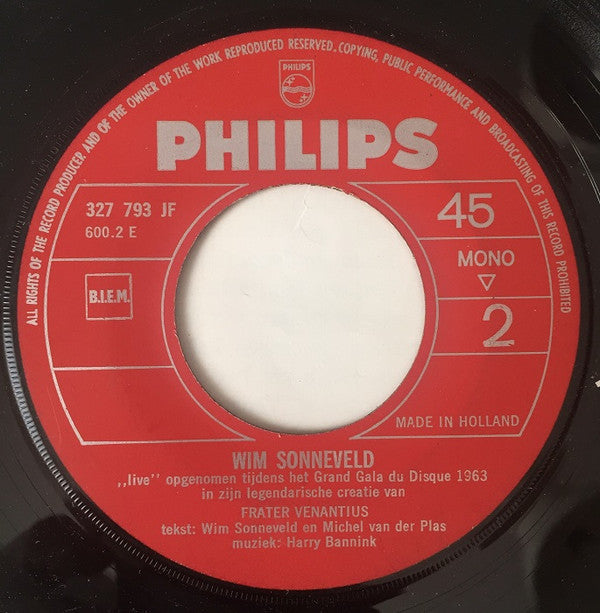 ALL RIGHTS OF THE RECORD PRODUCER AND OF THE OWNER OF THE WORK REPRODUCED RESERVED. COPYING, PUBLIC PERFORMANCE AND BROADCASTING OF THIS RECORD PROHIBITED
PHILIPS
PHILIPS
327 793 JF
600.2 E
B.I.E.M.
45
MONO
2
MADE IN HOLLAND
WIM SONNEVELD
,,live'' opgenomen tijdens het Grand Gala du Disque 1963
in zijn legendarische creatie van
FRATER VENANTIUS
tekst: Wim Sonneveld en Michel van der Plas
muziek: Harry Bannink